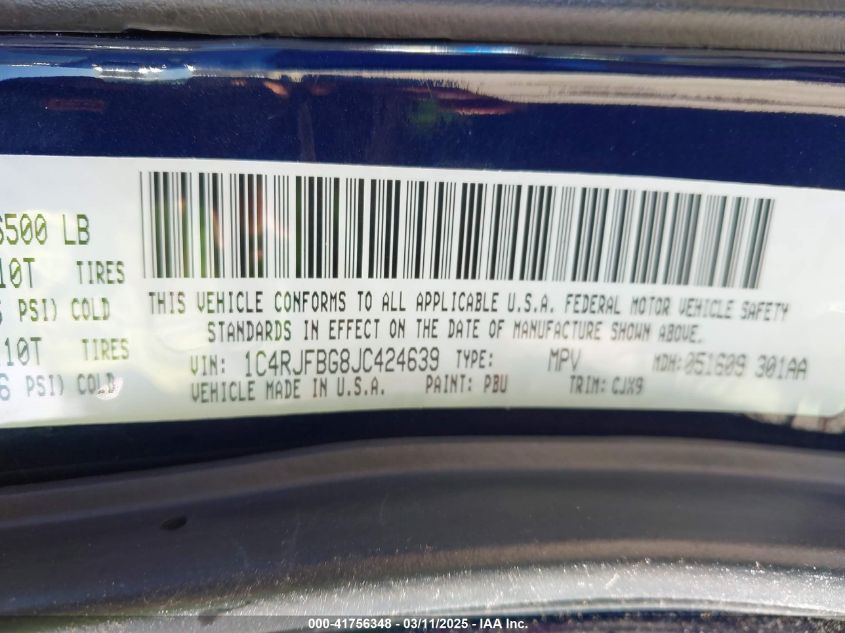 6500 LB
10T TIRES
PSI) COLD
10T TIRES
6 PSI) COLD
THIS VEHICLE CONFORMS TO ALL APPLICABLE U.S.A. FEDERAL MOTOR VEHICLE SAFETY
STANDARDS IN EFFECT ON THE DATE OF MANUFACTURE SHOWN ABOVE.
VIN: 1C4RJFBG8JC424639 TYPE: MPV MDH: 051609 301AA
VEHICLE MADE IN U.S.A. PAINT: PBU TRIM: CJX9
000-41756348 - 03/11/2025 - IAA Inc.